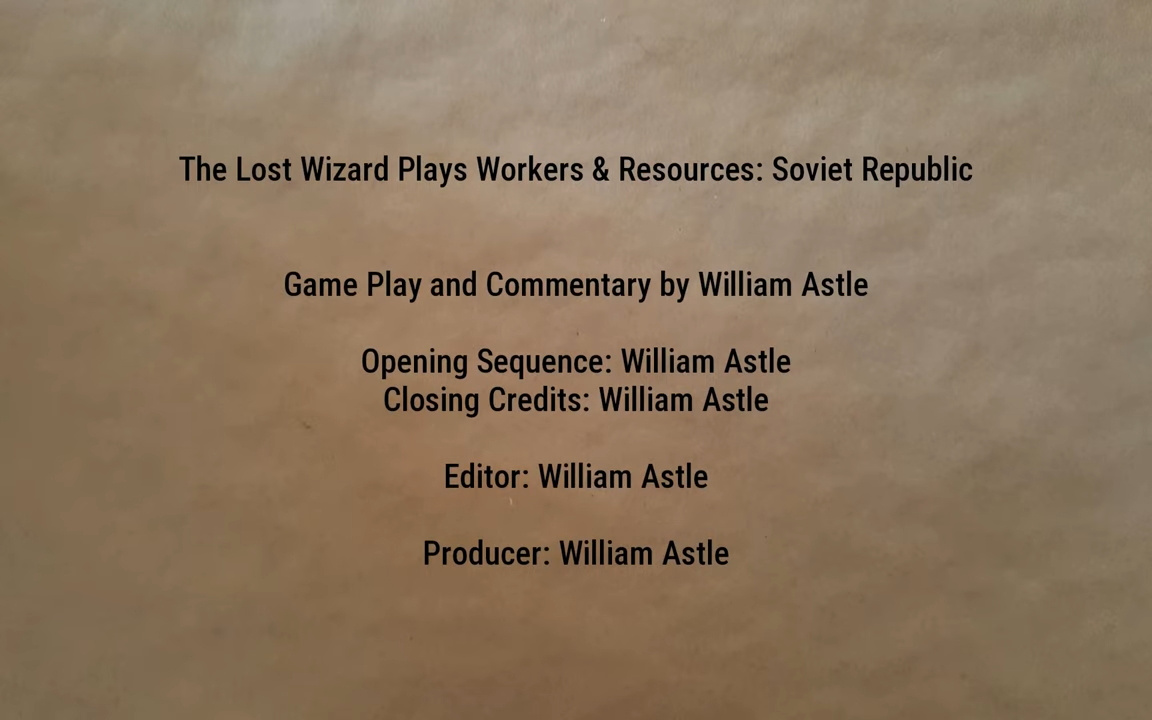 The Lost Wizard Plays Workers & Resources: Soviet Republic
Game Play and Commentary by William Astle
Opening Sequence: William Astle
Closing Credits: William Astle
Editor: William Astle
Producer: William Astle